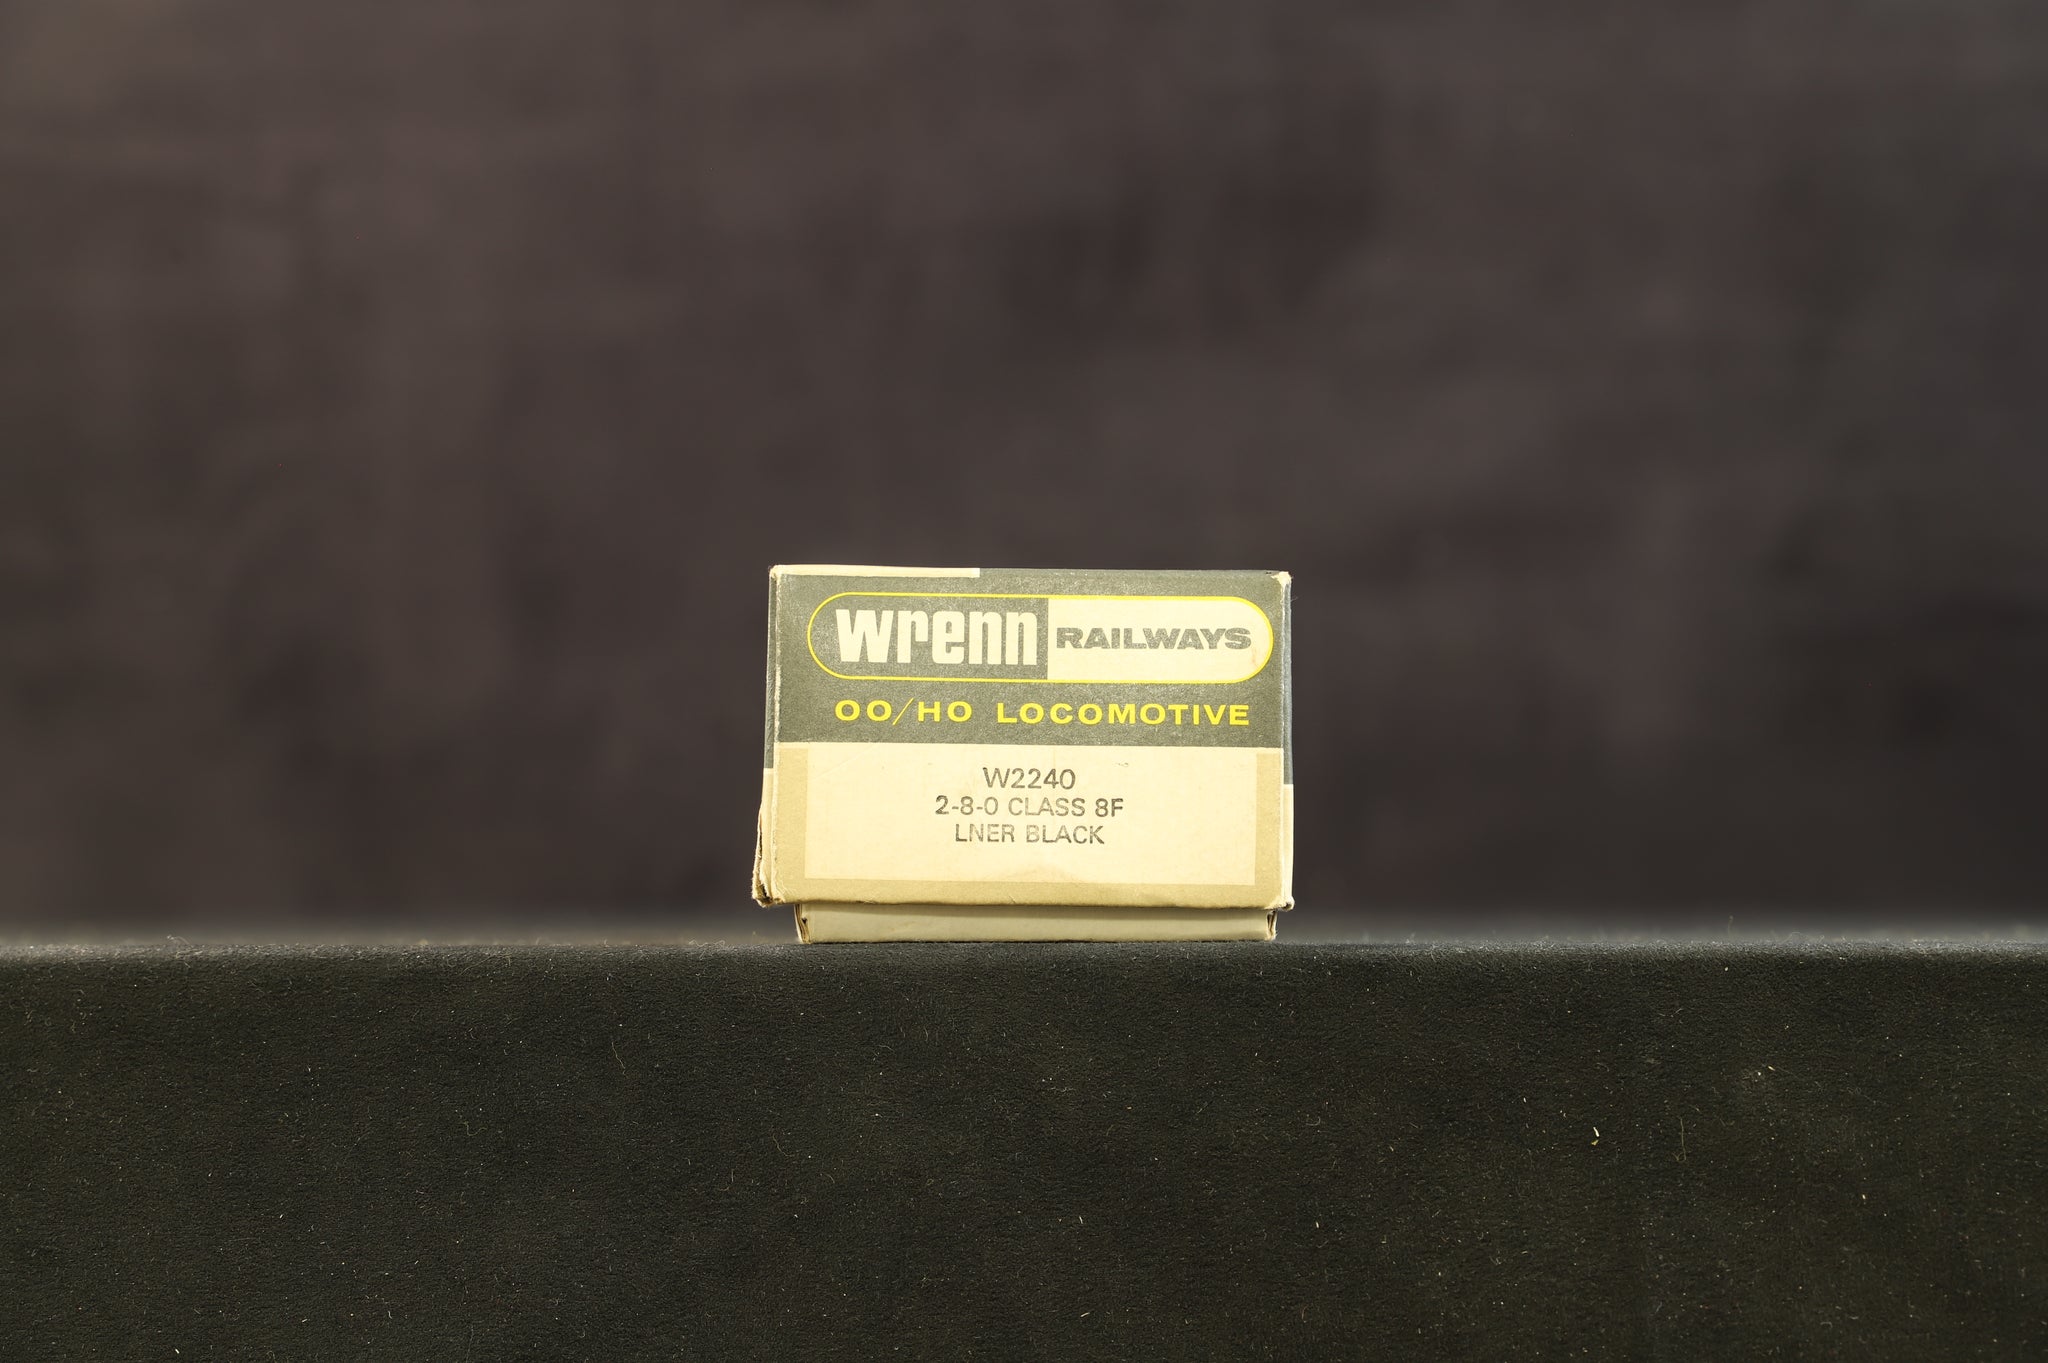 wrenn RAILWAYS
OO/HO LOCOMOTIVE
W2240
2-8-0 CLASS 8F
LNER BLACK